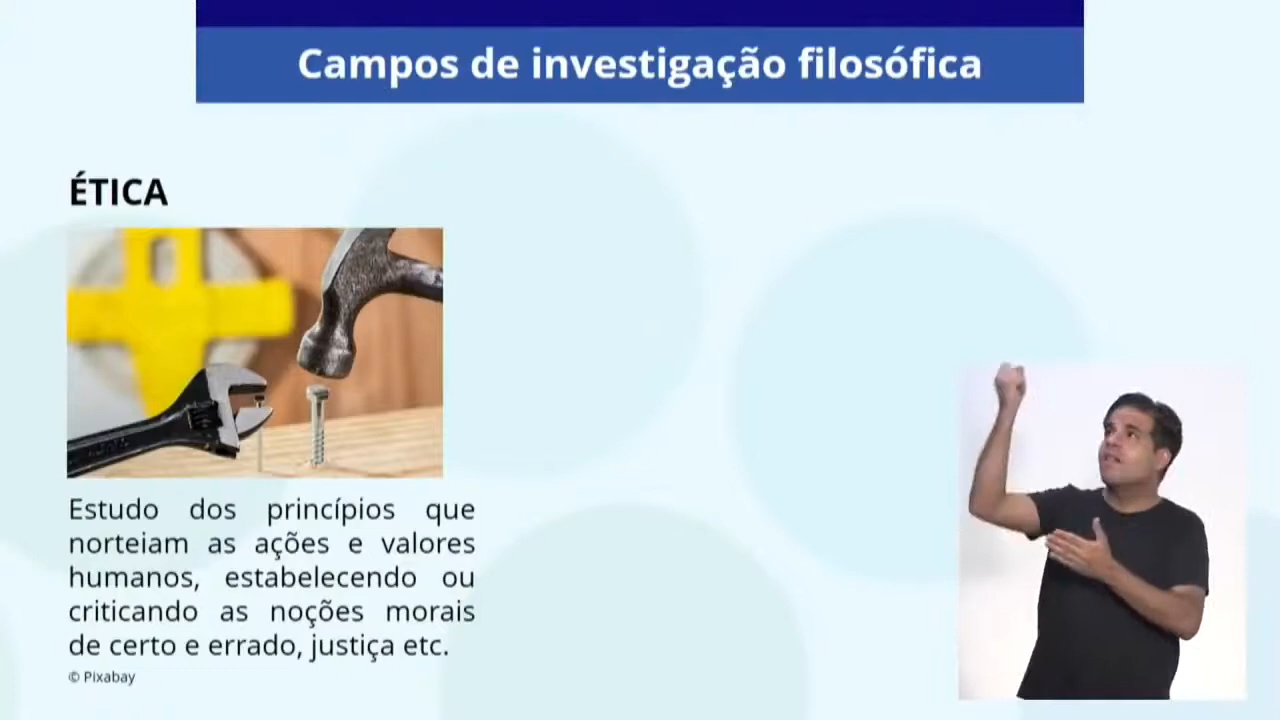 Campos de investigação filosófica
ÉTICA
Estudo dos princípios que
norteiam as ações e valores
humanos, estabelecendo ou
criticando as noções morais
de certo e errado, justiça etc.
© Pixabay